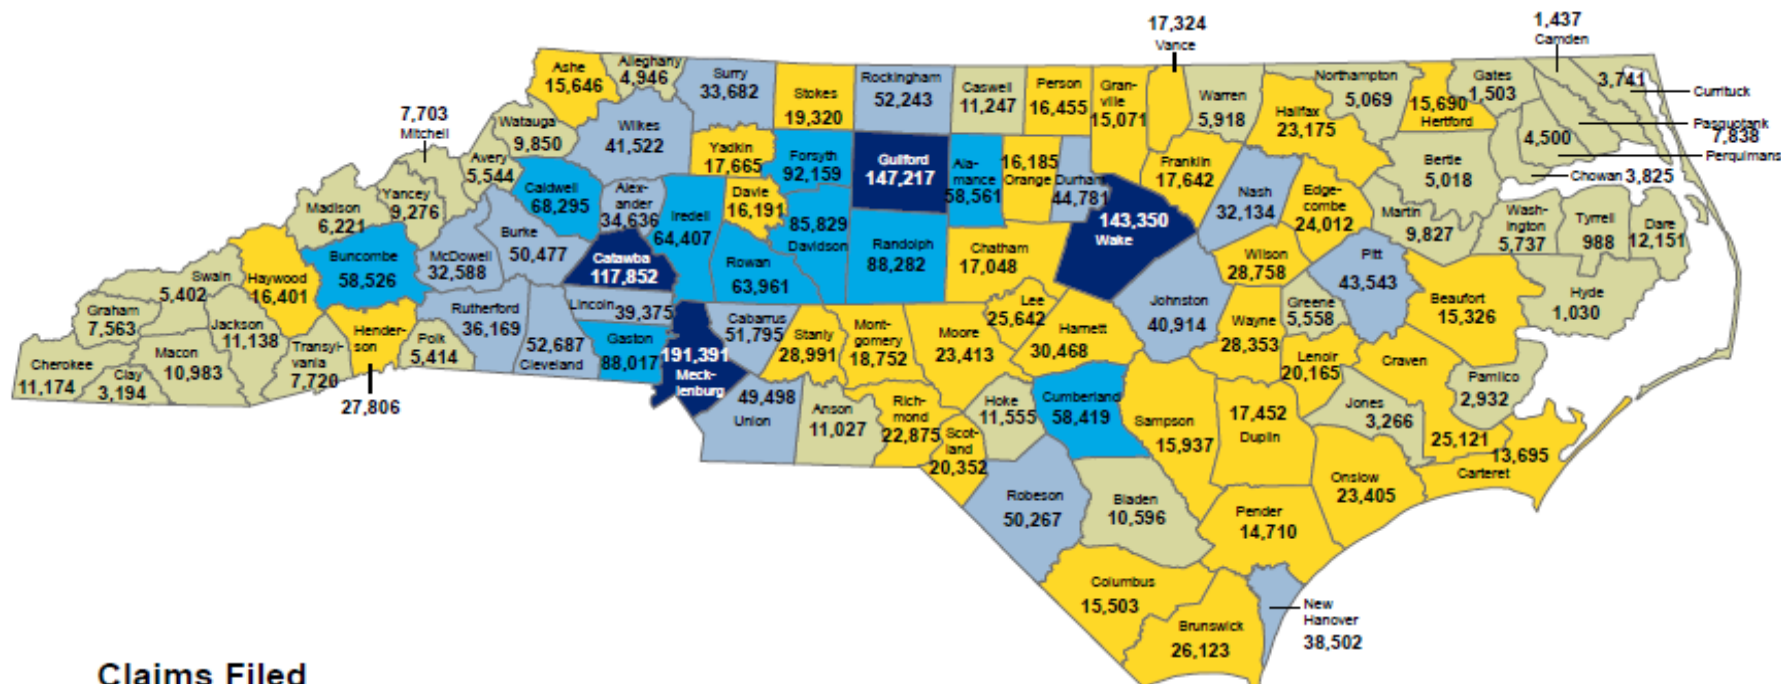 17,324
Vance
1,437
Camden
Ashe
15,646
Alleghany
4,946
Surry
33,682
Stokes
19,320
Rockingham
52,243
Caswell
11,247
Person
16,455
Gran-
ville
15,071
Warren
5,918
Northampton
5,069
Halifax
23,175
15,690
Hertford
Gates
1,503
3,741
Currituck
Pasquotank
7,838
Perquimans
4,500
Chowan 3,825
7,703
Mitchell
Watauga
9,850
Wilkes
41,522
Yadkin
17,665
Forsyth
92,159
Guilford
147,217
Ala-
mance
58,561
16,185
Orange
Durham
44,781
Franklin
17,642
Nash
32,134
Edge-
combe
24,012
Bertie
5,018
Avery
5,544
Caldwell
68,295
Alex-
ander
34,636
Iredell
64,407
Davie
16,191
85,829
Davidson
Randolph
88,282
Chatham
17,048
143,350
Wake
Wilson
28,758
Martin
9,827
Wash-
ington
5,737
Tyrrell
988
Dare
12,151
Yancey
9,276
Madison
6,221
Buncombe
58,526
McDowell
32,588
Burke
50,477
Catawba
117,852
Rowan
63,961
Pitt
43,543
Beaufort
15,326
Hyde
1,030
Swain
5,402
Haywood
16,401
Graham
7,563
Jackson
11,138
Rutherford
36,169
Lincoln
39,375
Cabarrus
51,795
Stanly
28,991
Mont-
gomery
18,752
Moore
23,413
Lee
25,642
Harnett
30,468
Johnston
40,914
Wayne
28,353
Greene
5,558
Lenoir
20,165
Craven
25,121
Pamlico
2,932
Cherokee
11,174
Clay
3,194
Macon
10,983
Transyl-
vania
7,720
Hender-
son
27,806
Polk
5,414
52,687
Cleveland
Gaston
88,017
191,391
Meck-
lenburg
49,498
Union
Anson
11,027
Rich-
mond
22,875
Scot-
land
20,352
Hoke
11,555
Cumberland
58,419
Sampson
15,937
17,452
Duplin
Jones
3,266
13,695
Carteret
Onslow
23,405
Robeson
50,267
Bladen
10,596
Pender
14,710
Columbus
15,503
Brunswick
26,123
New
Hanover
38,502
Claims Filed